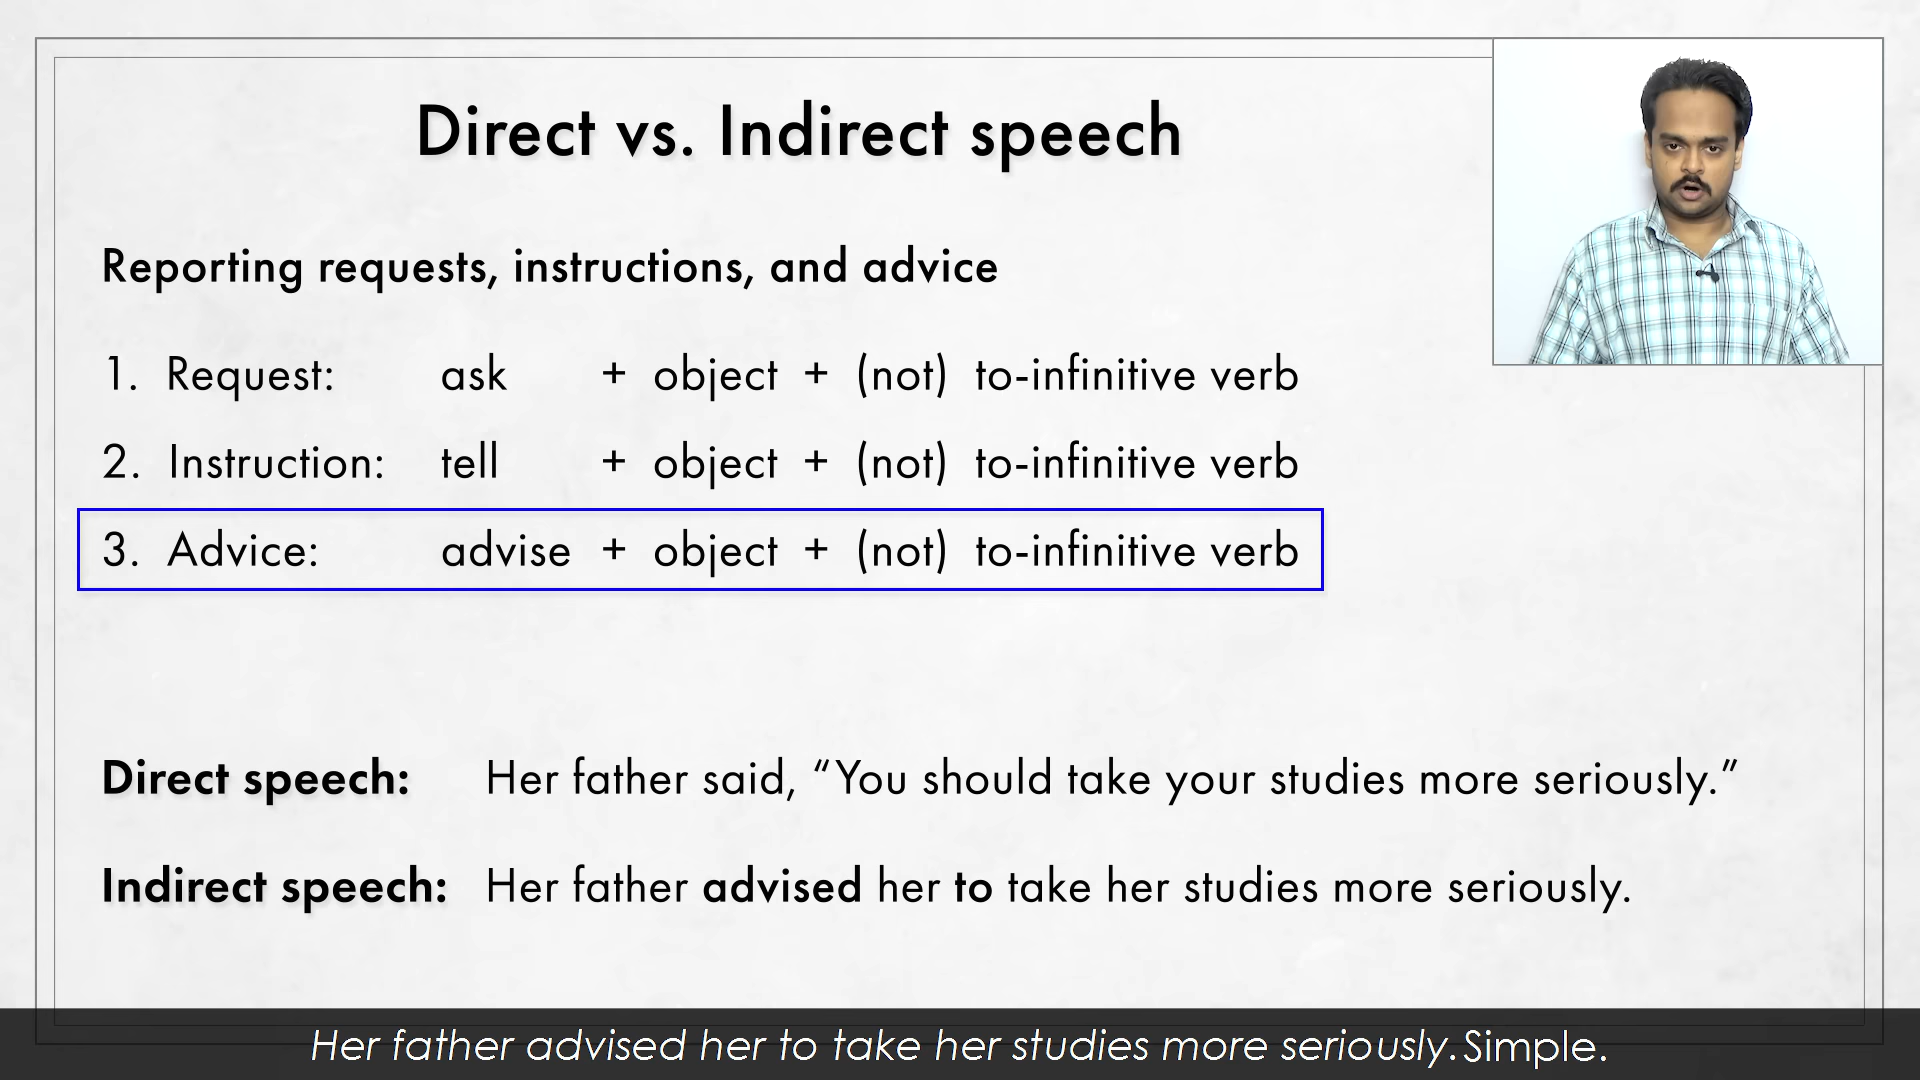 Direct vs. Indirect speech
Reporting requests, instructions, and advice
1. Request: ask + object + (not) to-infinitive verb
2. Instruction: tell + object + (not) to-infinitive verb
3. Advice: advise + object + (not) to-infinitive verb
Direct speech: Her father said, “You should take your studies more seriously.”
Indirect speech: Her father advised her to take her studies more seriously.
Her father advised her to take her studies more seriously. Simple.